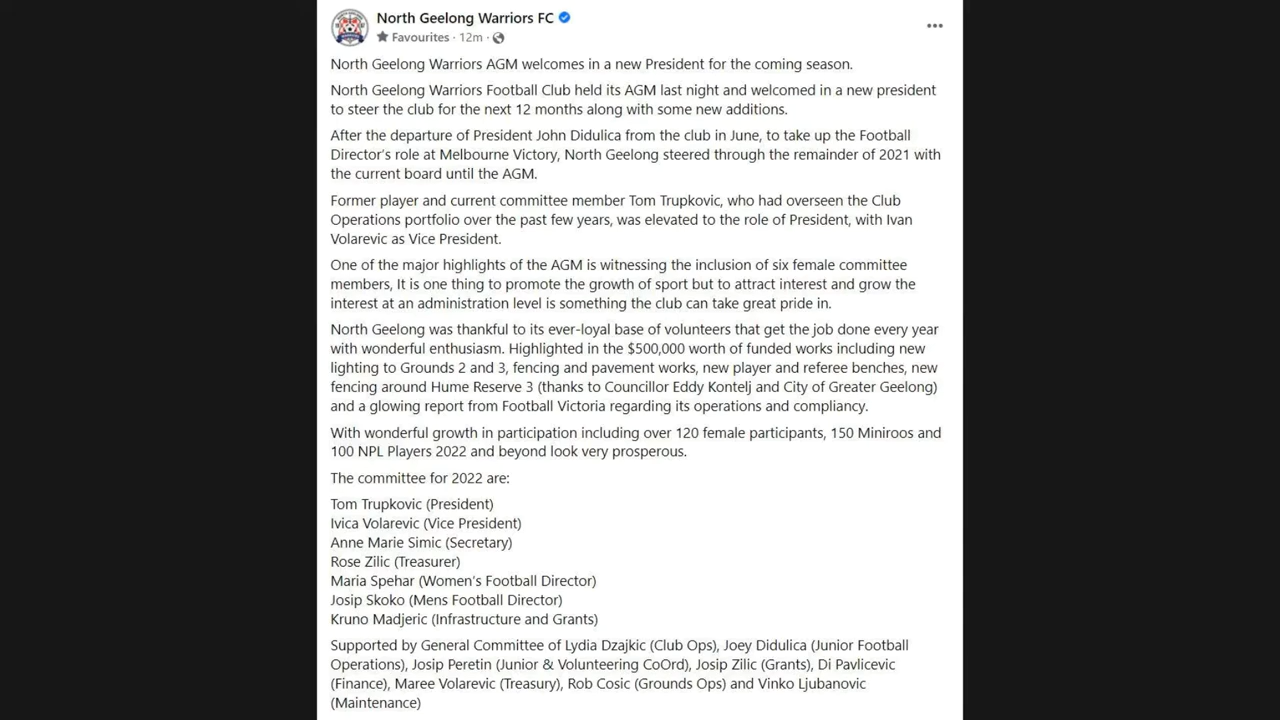 North Geelong Warriors FC
Favourites · 12m ·
North Geelong Warriors AGM welcomes in a new President for the coming season.
North Geelong Warriors Football Club held its AGM last night and welcomed in a new president
to steer the club for the next 12 months along with some new additions.
After the departure of President John Didulica from the club in June, to take up the Football
Director's role at Melbourne Victory, North Geelong steered through the remainder of 2021 with
the current board until the AGM.
Former player and current committee member Tom Trupkovic, who had overseen the Club
Operations portfolio over the past few years, was elevated to the role of President, with Ivan
Volarevic as Vice President.
One of the major highlights of the AGM is witnessing the inclusion of six female committee
members, It is one thing to promote the growth of sport but to attract interest and grow the
interest at an administration level is something the club can take great pride in.
North Geelong was thankful to its ever-loyal base of volunteers that get the job done every year
with wonderful enthusiasm. Highlighted in the $500,000 worth of funded works including new
lighting to Grounds 2 and 3, fencing and pavement works, new player and referee benches, new
fencing around Hume Reserve 3 (thanks to Councillor Eddy Kontelj and City of Greater Geelong)
and a glowing report from Football Victoria regarding its operations and compliancy.
With wonderful growth in participation including over 120 female participants, 150 Miniroos and
100 NPL Players 2022 and beyond look very prosperous.
The committee for 2022 are:
Tom Trupkovic (President)
Ivica Volarevic (Vice President)
Anne Marie Simic (Secretary)
Rose Zilic (Treasurer)
Maria Spehar (Women's Football Director)
Josip Skoko (Mens Football Director)
Kruno Madjeric (Infrastructure and Grants)
Supported by General Committee of Lydia Dzajkic (Club Ops), Joey Didulica (Junior Football
Operations), Josip Peretin (Junior & Volunteering CoOrd), Josip Zilic (Grants), Di Pavlicevic
(Finance), Maree Volarevic (Treasury), Rob Cosic (Grounds Ops) and Vinko Ljubanovic
(Maintenance)